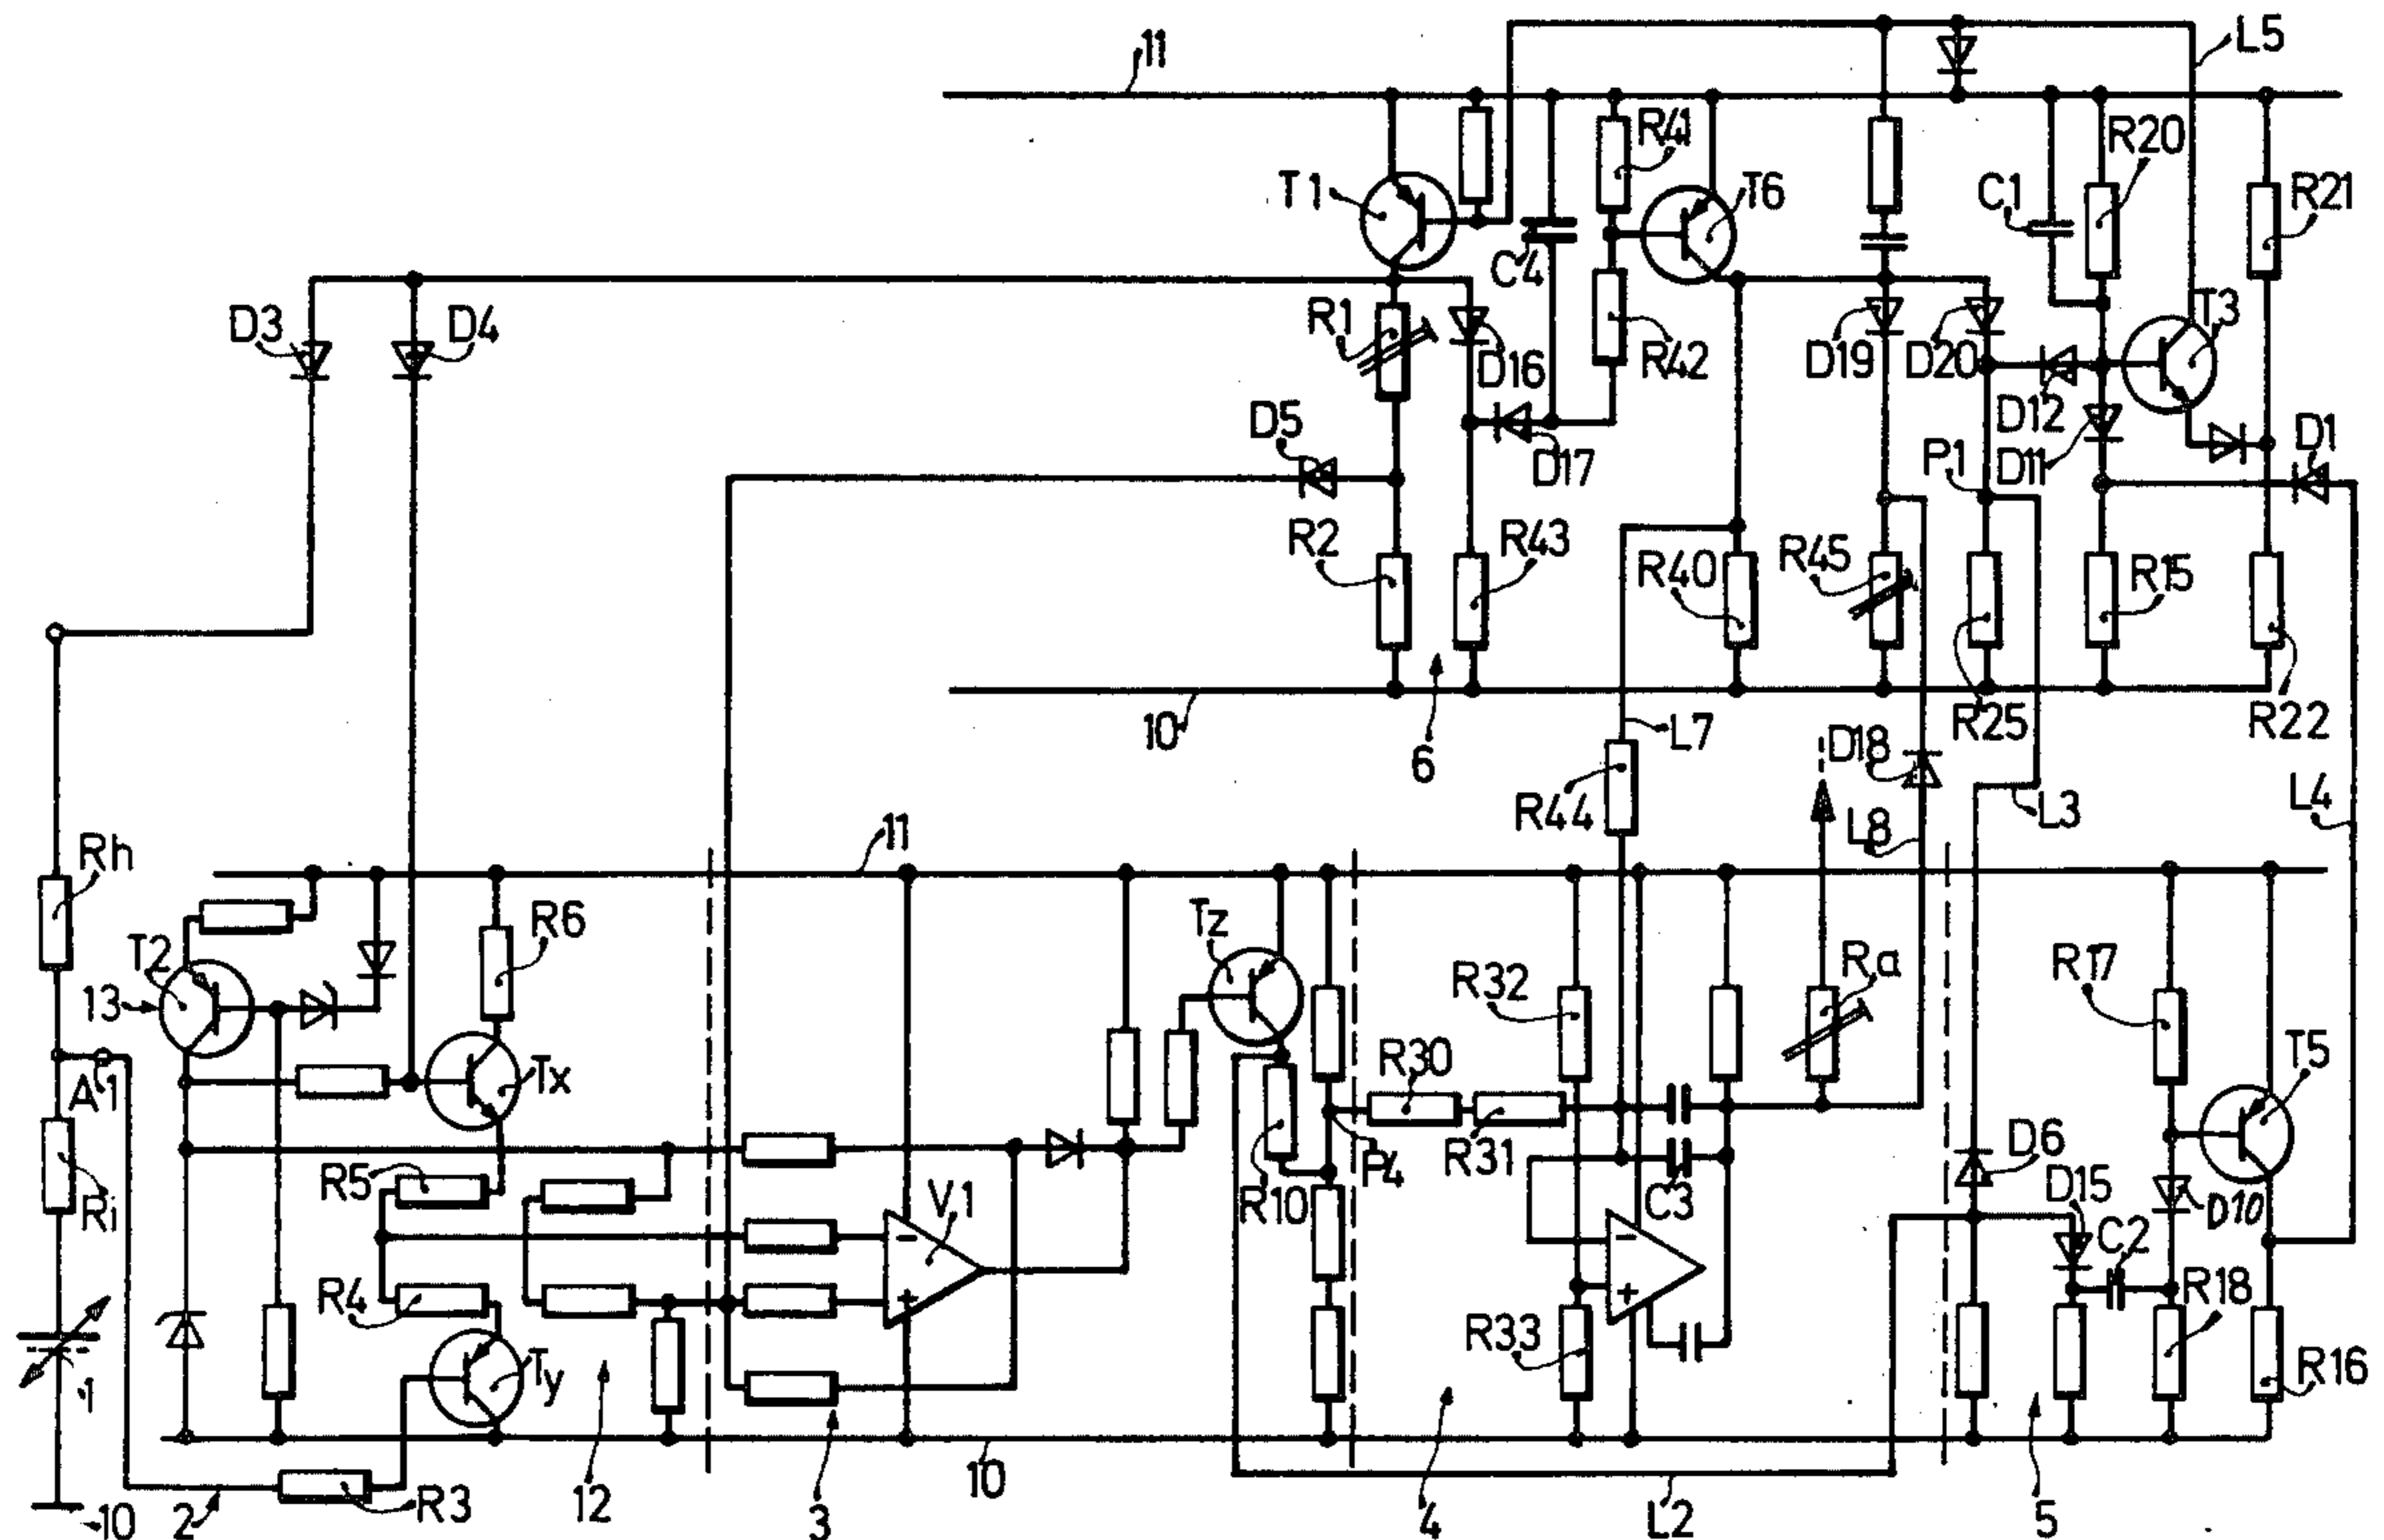 11
L5
R41
R20
T1
T6
C1
R21
C4
D3
D4
R1
T3
D16
R42
D19
D20
D12
D5
D17
P1
D11
D1
R2
R43
R40
R45
R15
10
L7
R25
R22
6
D18
R44
L8
L3
L4
Rh
11
T2
R6
Tz
R32
Ra
R17
13
A1
Tx
R30
T5
Ri
R5
V1
R10
P4
R31
C3
D6
D15
C2
D10
R4
R33
R18
1
Ty
R16
-
+
-
+
10
10
2
R3
12
3
4
L2
5